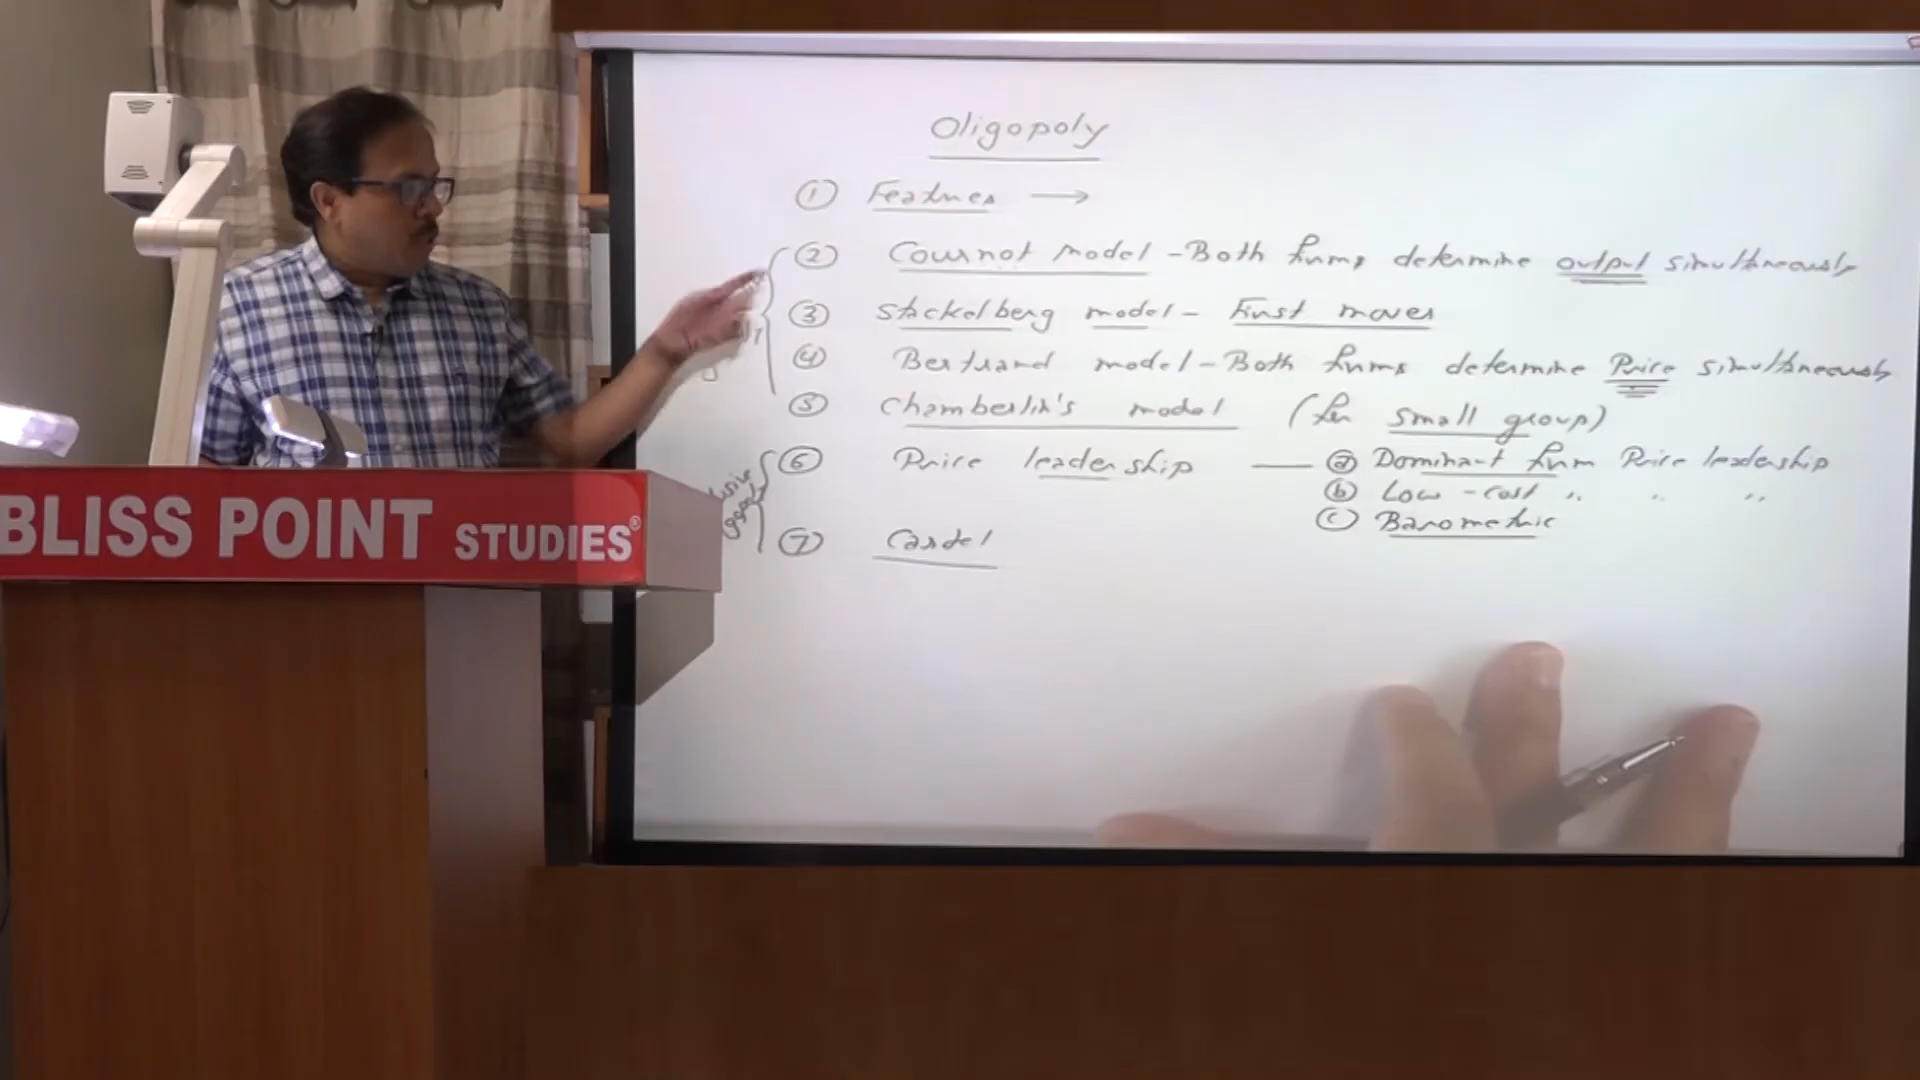 Oligopoly
① Features →
② Cournot model - Both firms determine output simultaneously
③ Stackelberg model - First moves
④ Bertrand model - Both firms determine Price simultaneously
⑤ Chamberlin's model (for small group)
⑥ Price leadership — ⓐ Dominant firm Price leadership
ⓑ Low-cost " " "
ⓒ Barometric
⑦ Cartel
BLISS POINT STUDIES®